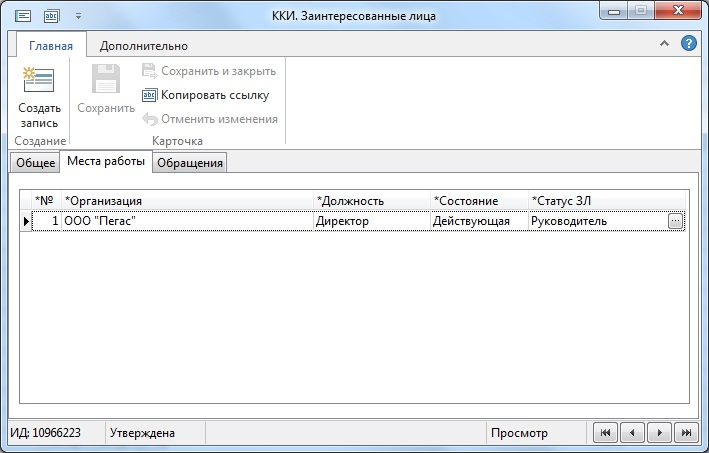 ККИ. Заинтересованные лица
Главная Дополнительно
Создать запись
Сохранить
Сохранить и закрыть
Копировать ссылку
Отменить изменения
Создание Карточка
Общее Места работы Обращения
*№ *Организация *Должность *Состояние *Статус ЗЛ
1 ООО "Пегас" Директор Действующая Руководитель ...
ИД: 10966223 Утверждена Просмотр